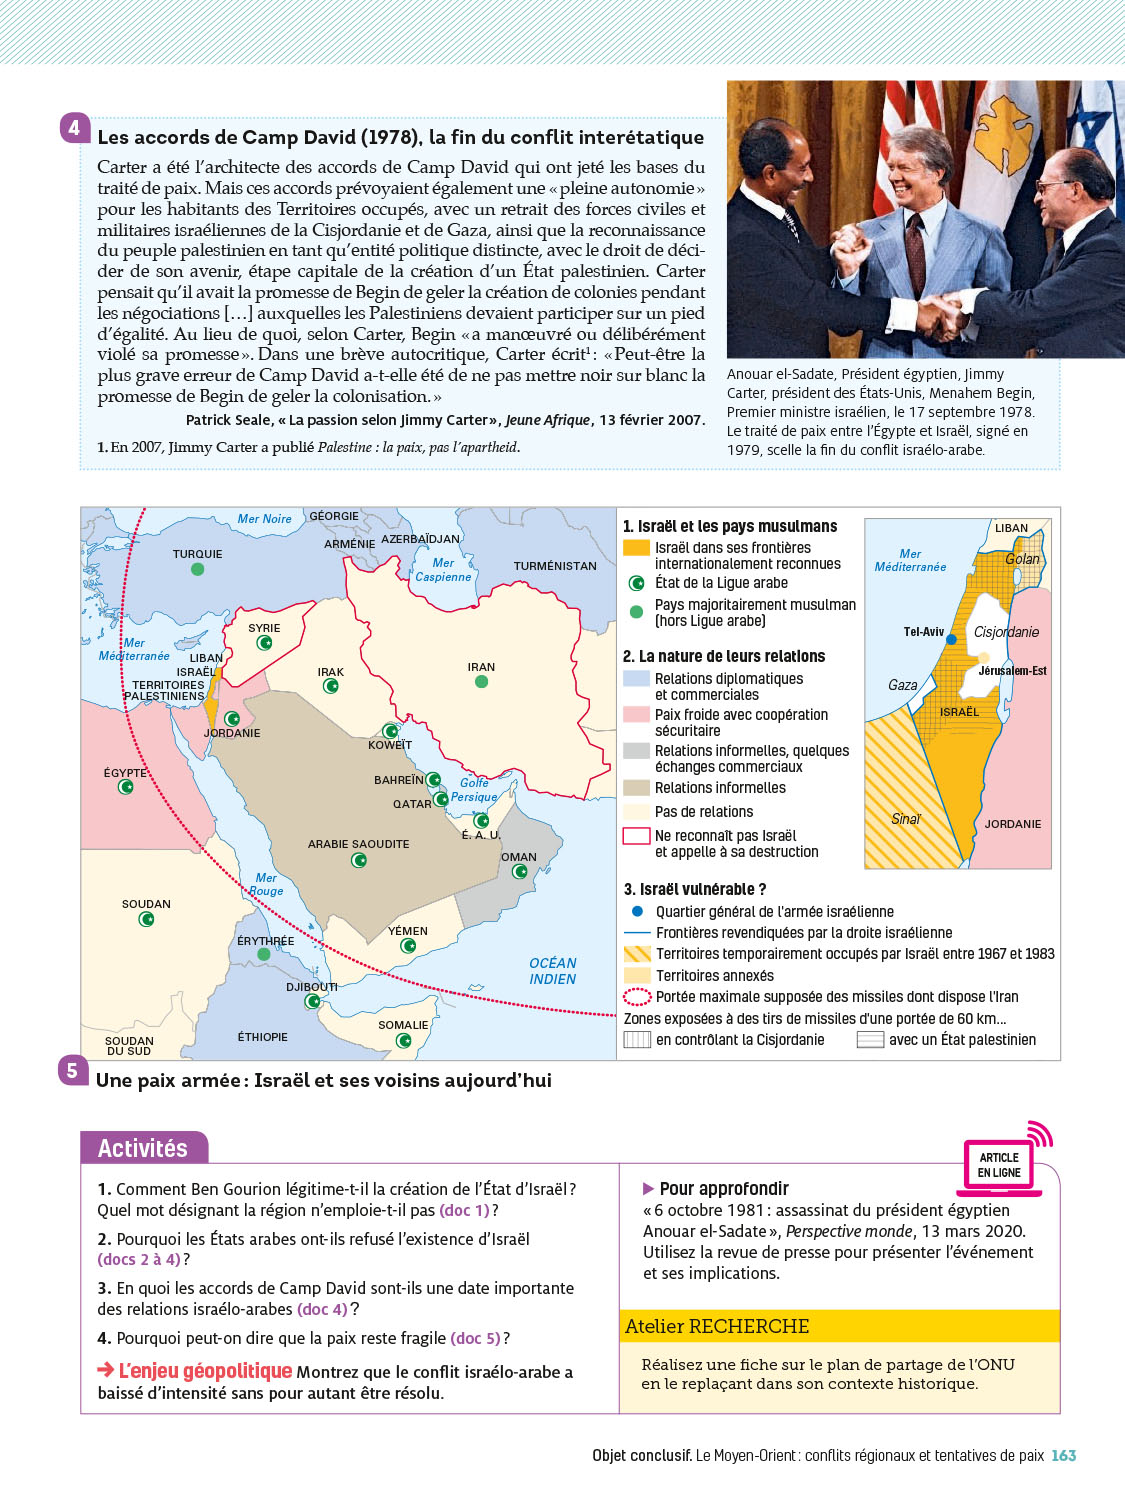 4
Les accords de Camp David (1978), la fin du conflit interétatique
Carter a été l’architecte des accords de Camp David qui ont jeté les bases du
traité de paix. Mais ces accords prévoyaient également une « pleine autonomie »
pour les habitants des Territoires occupés, avec un retrait des forces civiles et
militaires israéliennes de la Cisjordanie et de Gaza, ainsi que la reconnaissance
du peuple palestinien en tant qu’entité politique distincte, avec le droit de déci-
der de son avenir, étape capitale de la création d’un État palestinien. Carter
pensait qu’il avait la promesse de Begin de geler la création de colonies pendant
les négociations […] auxquelles les Palestiniens devaient participer sur un pied
d’égalité. Au lieu de quoi, selon Carter, Begin « a manœuvré ou délibérément
violé sa promesse ». Dans une brève autocritique, Carter écrit¹ : « Peut-être la
plus grave erreur de Camp David a-t-elle été de ne pas mettre noir sur blanc la
promesse de Begin de geler la colonisation. »
Patrick Seale, « La passion selon Jimmy Carter », Jeune Afrique, 13 février 2007.
1. En 2007, Jimmy Carter a publié Palestine : la paix, pas l’apartheid.
Anouar el-Sadate, Président égyptien, Jimmy
Carter, président des États-Unis, Menahem Begin,
Premier ministre israélien, le 17 septembre 1978.
Le traité de paix entre l’Égypte et Israël, signé en
1979, scelle la fin du conflit israélo-arabe.
Mer Noire
GÉORGIE
ARMÉNIE
AZERBAÏDJAN
TURQUIE
Mer
Caspienne
TURMÉNISTAN
SYRIE
Mer
Méditerranée
LIBAN
ISRAËL
TERRITOIRES
PALESTINIENS
IRAK
IRAN
JORDANIE
KOWEÏT
ÉGYPTE
BAHREÏN
Golfe
Persique
QATAR
É. A. U.
ARABIE SAOUDITE
OMAN
Mer
Rouge
SOUDAN
YÉMEN
ÉRYTHRÉE
OCÉAN
INDIEN
DJIBOUTI
SOMALIE
ÉTHIOPIE
SOUDAN
DU SUD
1. Israël et les pays musulmans
Israël dans ses frontières
internationalement reconnues
État de la Ligue arabe
Pays majoritairement musulman
(hors Ligue arabe)
2. La nature de leurs relations
Relations diplomatiques
et commerciales
Paix froide avec coopération
sécuritaire
Relations informelles, quelques
échanges commerciaux
Relations informelles
Pas de relations
Ne reconnaît pas Israël
et appelle à sa destruction
3. Israël vulnérable ?
Quartier général de l'armée israélienne
Frontières revendiquées par la droite israélienne
Territoires temporairement occupés par Israël entre 1967 et 1983
Territoires annexés
Portée maximale supposée des missiles dont dispose l'Iran
Zones exposées à des tirs de missiles d'une portée de 60 km...
en contrôlant la Cisjordanie
avec un État palestinien
LIBAN
Mer
Méditerranée
Golan
Tel-Aviv
Cisjordanie
Jérusalem-Est
Gaza
ISRAËL
Sinaï
JORDANIE
5
Une paix armée : Israël et ses voisins aujourd’hui
Activités
1. Comment Ben Gourion légitime-t-il la création de l’État d’Israël ?
Quel mot désignant la région n’emploie-t-il pas (doc 1) ?
2. Pourquoi les États arabes ont-ils refusé l’existence d’Israël
(docs 2 à 4) ?
3. En quoi les accords de Camp David sont-ils une date importante
des relations israélo-arabes (doc 4) ?
4. Pourquoi peut-on dire que la paix reste fragile (doc 5) ?
→ L’enjeu géopolitique Montrez que le conflit israélo-arabe a
baissé d’intensité sans pour autant être résolu.
ARTICLE
EN LIGNE
▶ Pour approfondir
« 6 octobre 1981 : assassinat du président égyptien
Anouar el-Sadate », Perspective monde, 13 mars 2020.
Utilisez la revue de presse pour présenter l’événement
et ses implications.
Atelier RECHERCHE
Réalisez une fiche sur le plan de partage de l’ONU
en le replaçant dans son contexte historique.
Objet conclusif. Le Moyen-Orient : conflits régionaux et tentatives de paix 163